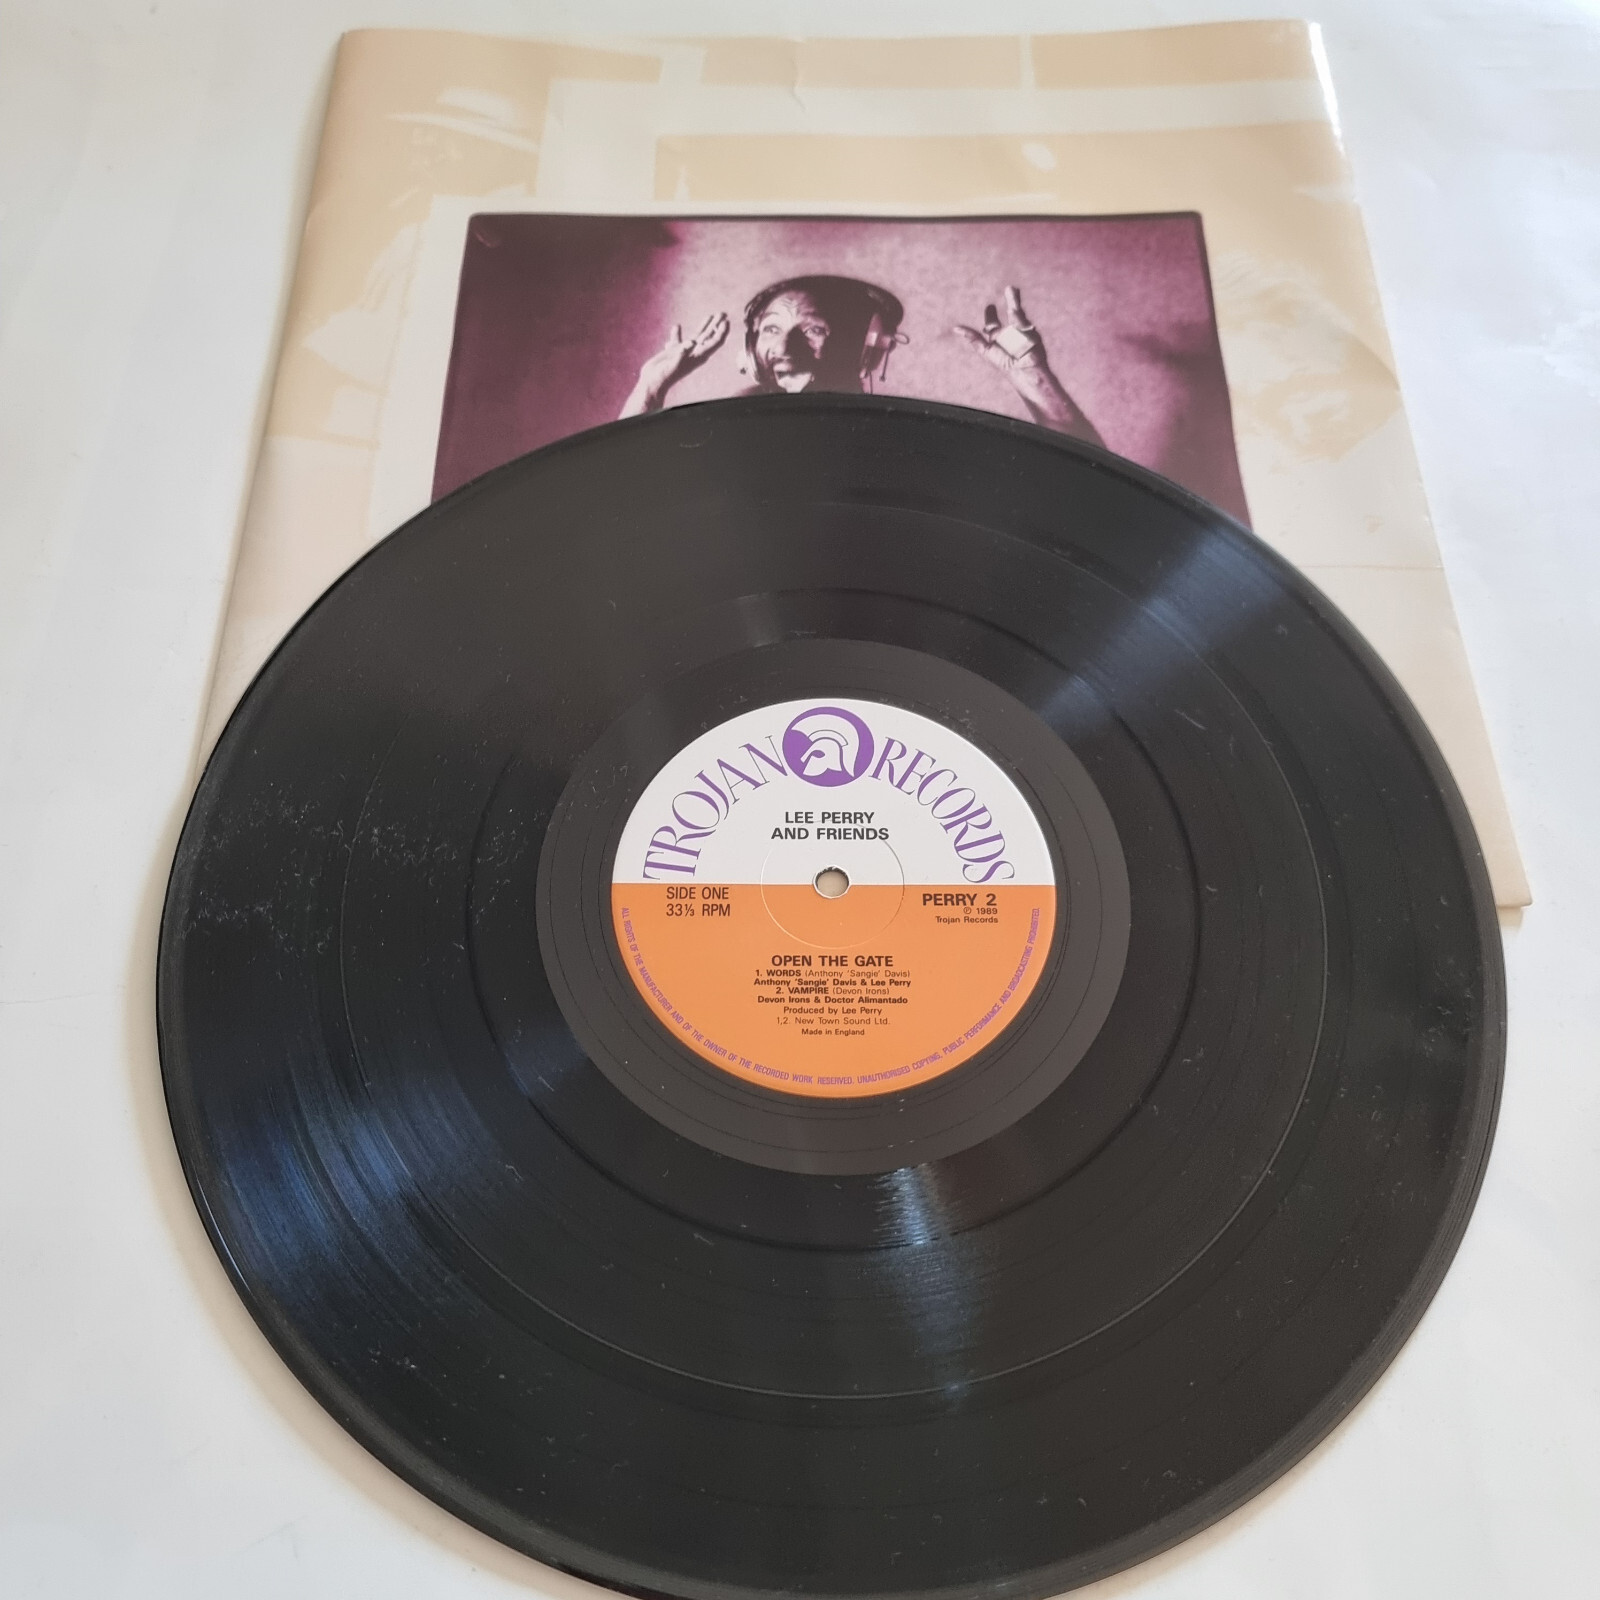 TROJAN RECORDS
LEE PERRY
AND FRIENDS
SIDE ONE
33⅓ RPM
PERRY 2
℗ 1989
Trojan Records
OPEN THE GATE
1. WORDS (Anthony 'Sangie' Davis)
Anthony 'Sangie' Davis & Lee Perry
2. VAMPIRE (Devon Irons)
Devon Irons & Doctor Alimantado
Produced by Lee Perry
1,2. New Town Sound Ltd.
Made in England
ALL RIGHTS OF THE MANUFACTURER AND OF THE OWNER OF THE RECORDED WORK RESERVED. UNAUTHORISED COPYING, PUBLIC PERFORMANCE AND BROADCASTING PROHIBITED.